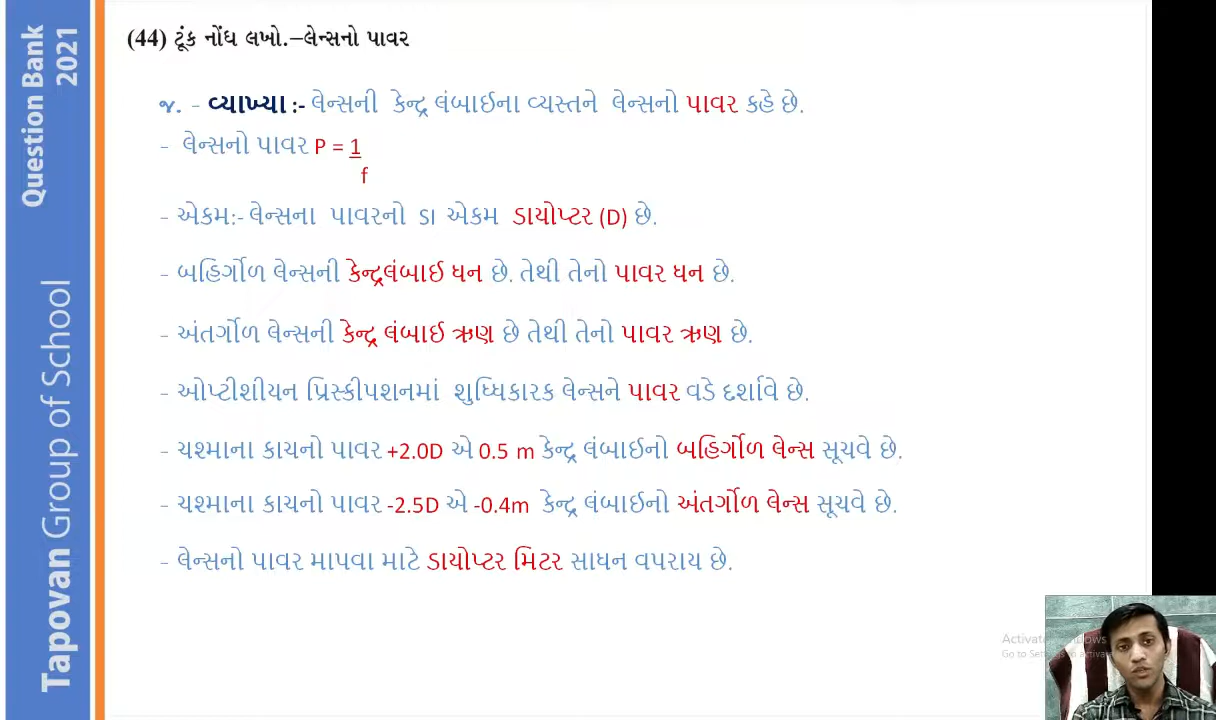 Question Bank
2021
Tapovan Group of School
(44) ટૂંક નોંધ લખો.–લેન્સનો પાવર
જ. - વ્યાખ્યા :- લેન્સની કેન્દ્ર લંબાઈના વ્યસ્તને લેન્સનો પાવર કહે છે.
- લેન્સનો પાવર P = 1
f
- એકમ:- લેન્સના પાવરનો SI એકમ ડાયોપ્ટર (D) છે.
- બહિર્ગોળ લેન્સની કેન્દ્રલંબાઈ ધન છે. તેથી તેનો પાવર ધન છે.
- અંતર્ગોળ લેન્સની કેન્દ્ર લંબાઈ ઋણ છે તેથી તેનો પાવર ઋણ છે.
- ઓપ્ટીશીયન પ્રિસ્કીપશનમાં શુધ્ધિકારક લેન્સને પાવર વડે દર્શાવે છે.
- ચશ્માના કાચનો પાવર +2.0D એ 0.5 m કેન્દ્ર લંબાઈનો બહિર્ગોળ લેન્સ સૂચવે છે.
- ચશ્માના કાચનો પાવર -2.5D એ -0.4m કેન્દ્ર લંબાઈનો અંતર્ગોળ લેન્સ સૂચવે છે.
- લેન્સનો પાવર માપવા માટે ડાયોપ્ટર મિટર સાધન વપરાય છે.